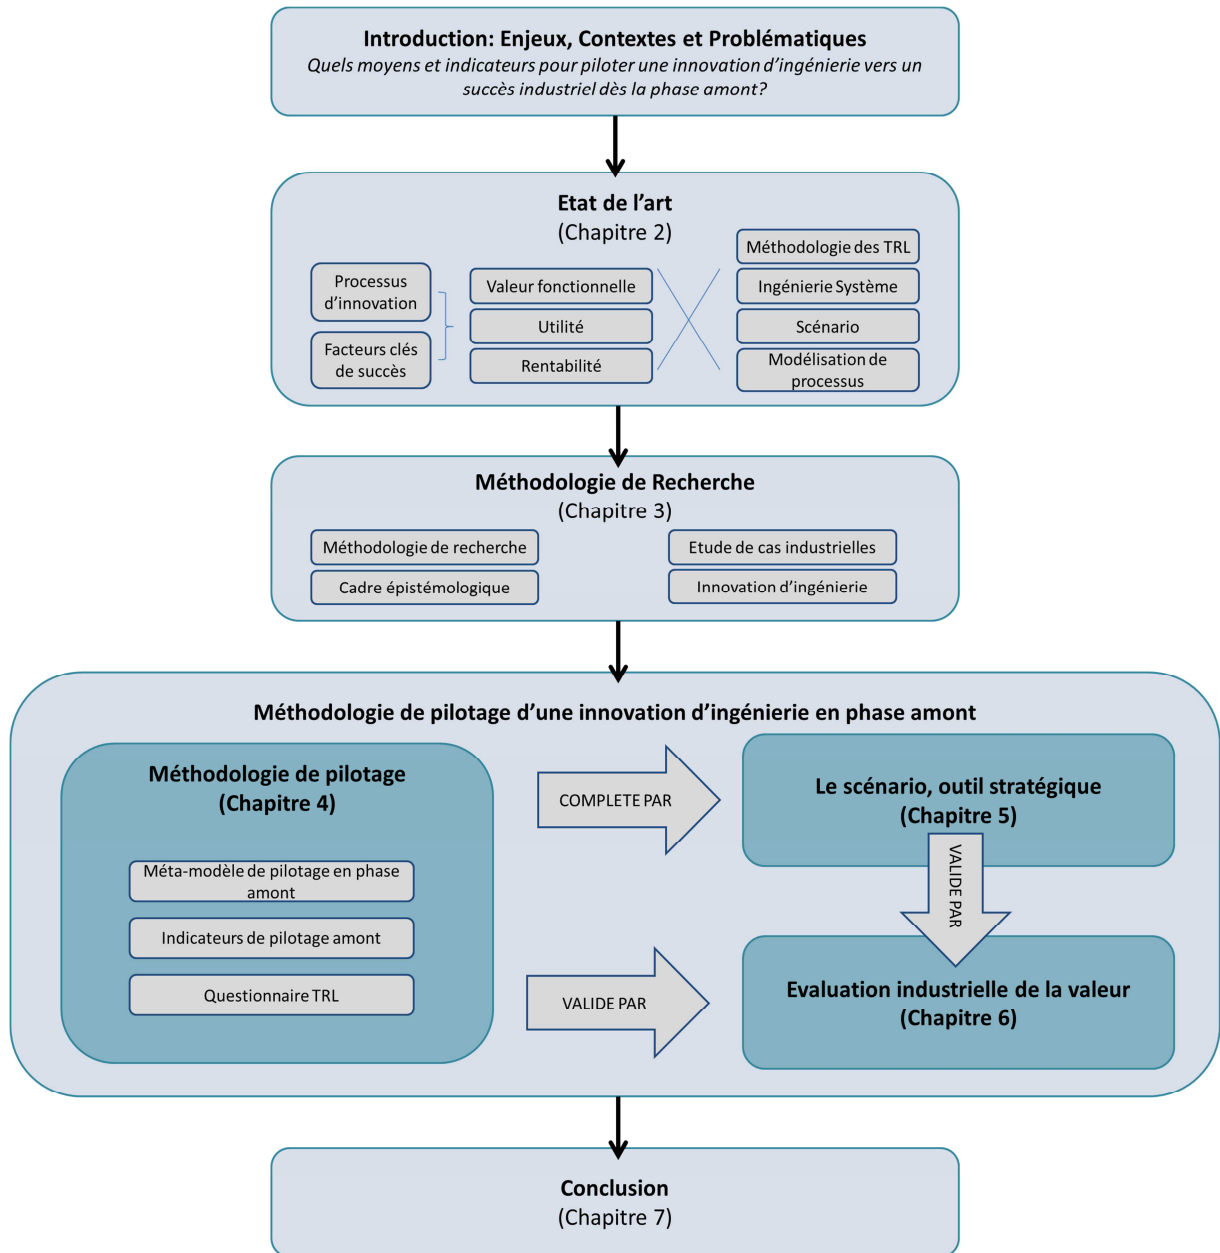 Introduction: Enjeux, Contextes et Problématiques
Quels moyens et indicateurs pour piloter une innovation d’ingénierie vers un
succès industriel dès la phase amont?
Etat de l’art
(Chapitre 2)
Processus
d’innovation
Facteurs clés
de succès
Valeur fonctionnelle
Utilité
Rentabilité
Méthodologie des TRL
Ingénierie Système
Scénario
Modélisation de
processus
Méthodologie de Recherche
(Chapitre 3)
Méthodologie de recherche
Cadre épistémologique
Etude de cas industrielles
Innovation d’ingénierie
Méthodologie de pilotage d’une innovation d’ingénierie en phase amont
Méthodologie de pilotage
(Chapitre 4)
Méta-modèle de pilotage en phase
amont
Indicateurs de pilotage amont
Questionnaire TRL
COMPLETE PAR
Le scénario, outil stratégique
(Chapitre 5)
VALIDE PAR
VALIDE PAR
Evaluation industrielle de la valeur
(Chapitre 6)
Conclusion
(Chapitre 7)